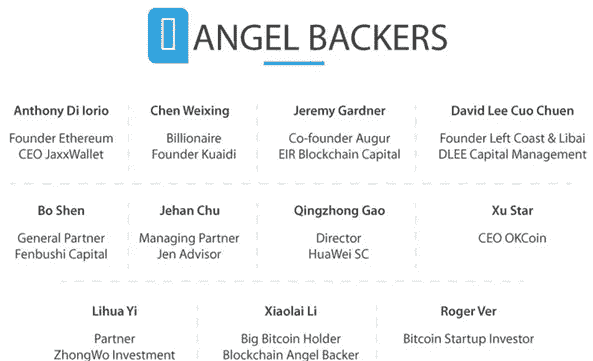 ANGEL BACKERS
Anthony Di Iorio
Founder Ethereum
CEO JaxxWallet
Chen Weixing
Billionaire
Founder Kuaidi
Jeremy Gardner
Co-founder Augur
EIR Blockchain Capital
David Lee Cuo Chuen
Founder Left Coast & Libai
DLEE Capital Management
Bo Shen
General Partner
Fenbushi Capital
Jehan Chu
Managing Partner
Jen Advisor
Qingzhong Gao
Director
HuaWei SC
Xu Star
CEO OKCoin
Lihua Yi
Partner
ZhongWo Investment
Xiaolai Li
Big Bitcoin Holder
Blockchain Angel Backer
Roger Ver
Bitcoin Startup Investor